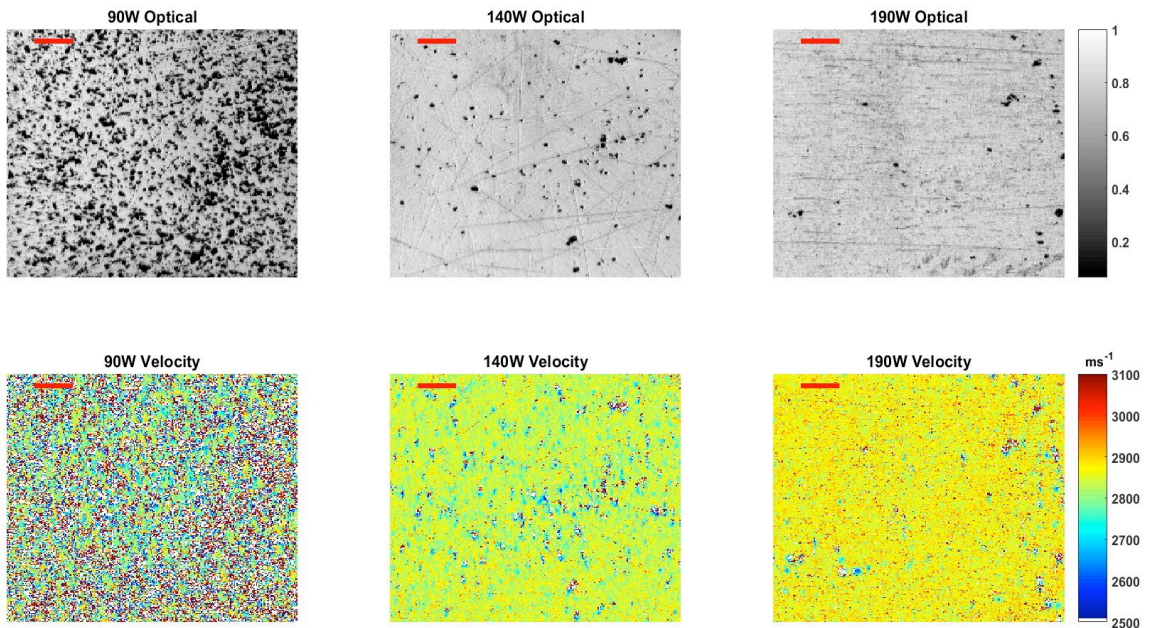 90W Optical
140W Optical
190W Optical
1
0.8
0.6
0.4
0.2
90W Velocity
140W Velocity
190W Velocity
ms⁻¹
3100
3000
2900
2800
2700
2600
2500